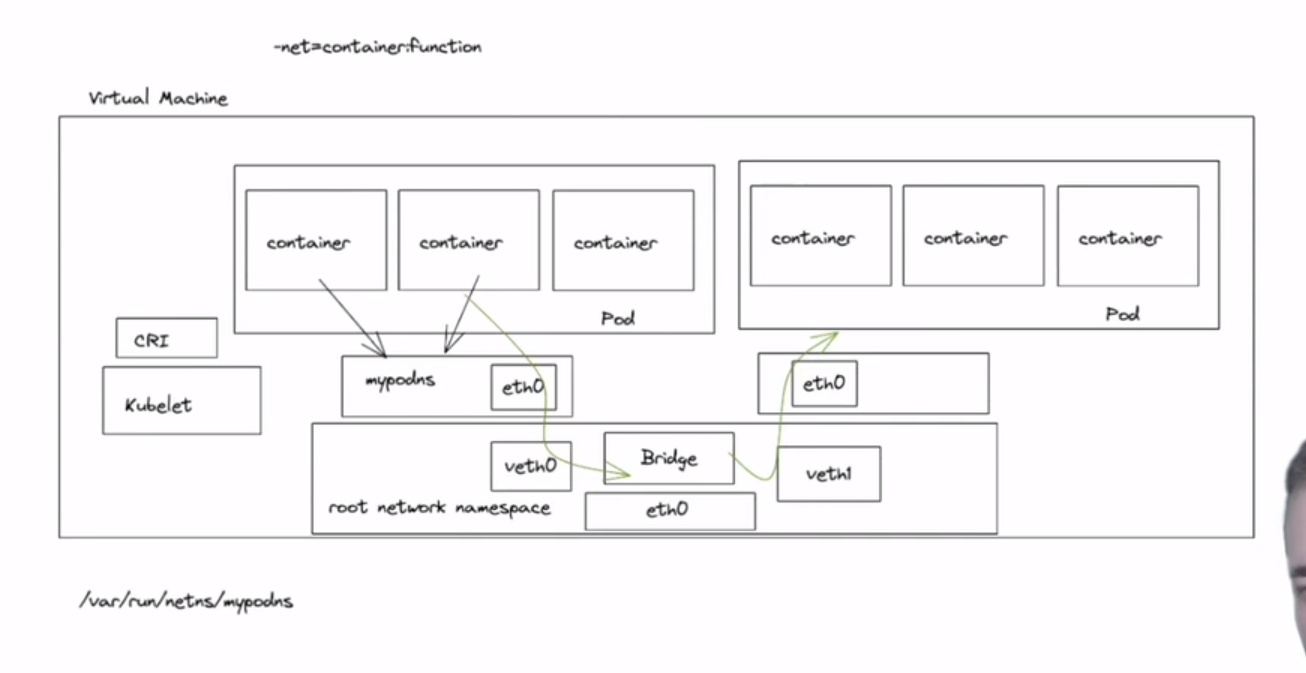 -net=container:function
Virtual Machine
container
container
container
Pod
container
container
container
Pod
CRI
Kubelet
mypodns
eth0
eth0
veth0
Bridge
veth1
root network namespace
eth0
/var/run/netns/mypodns